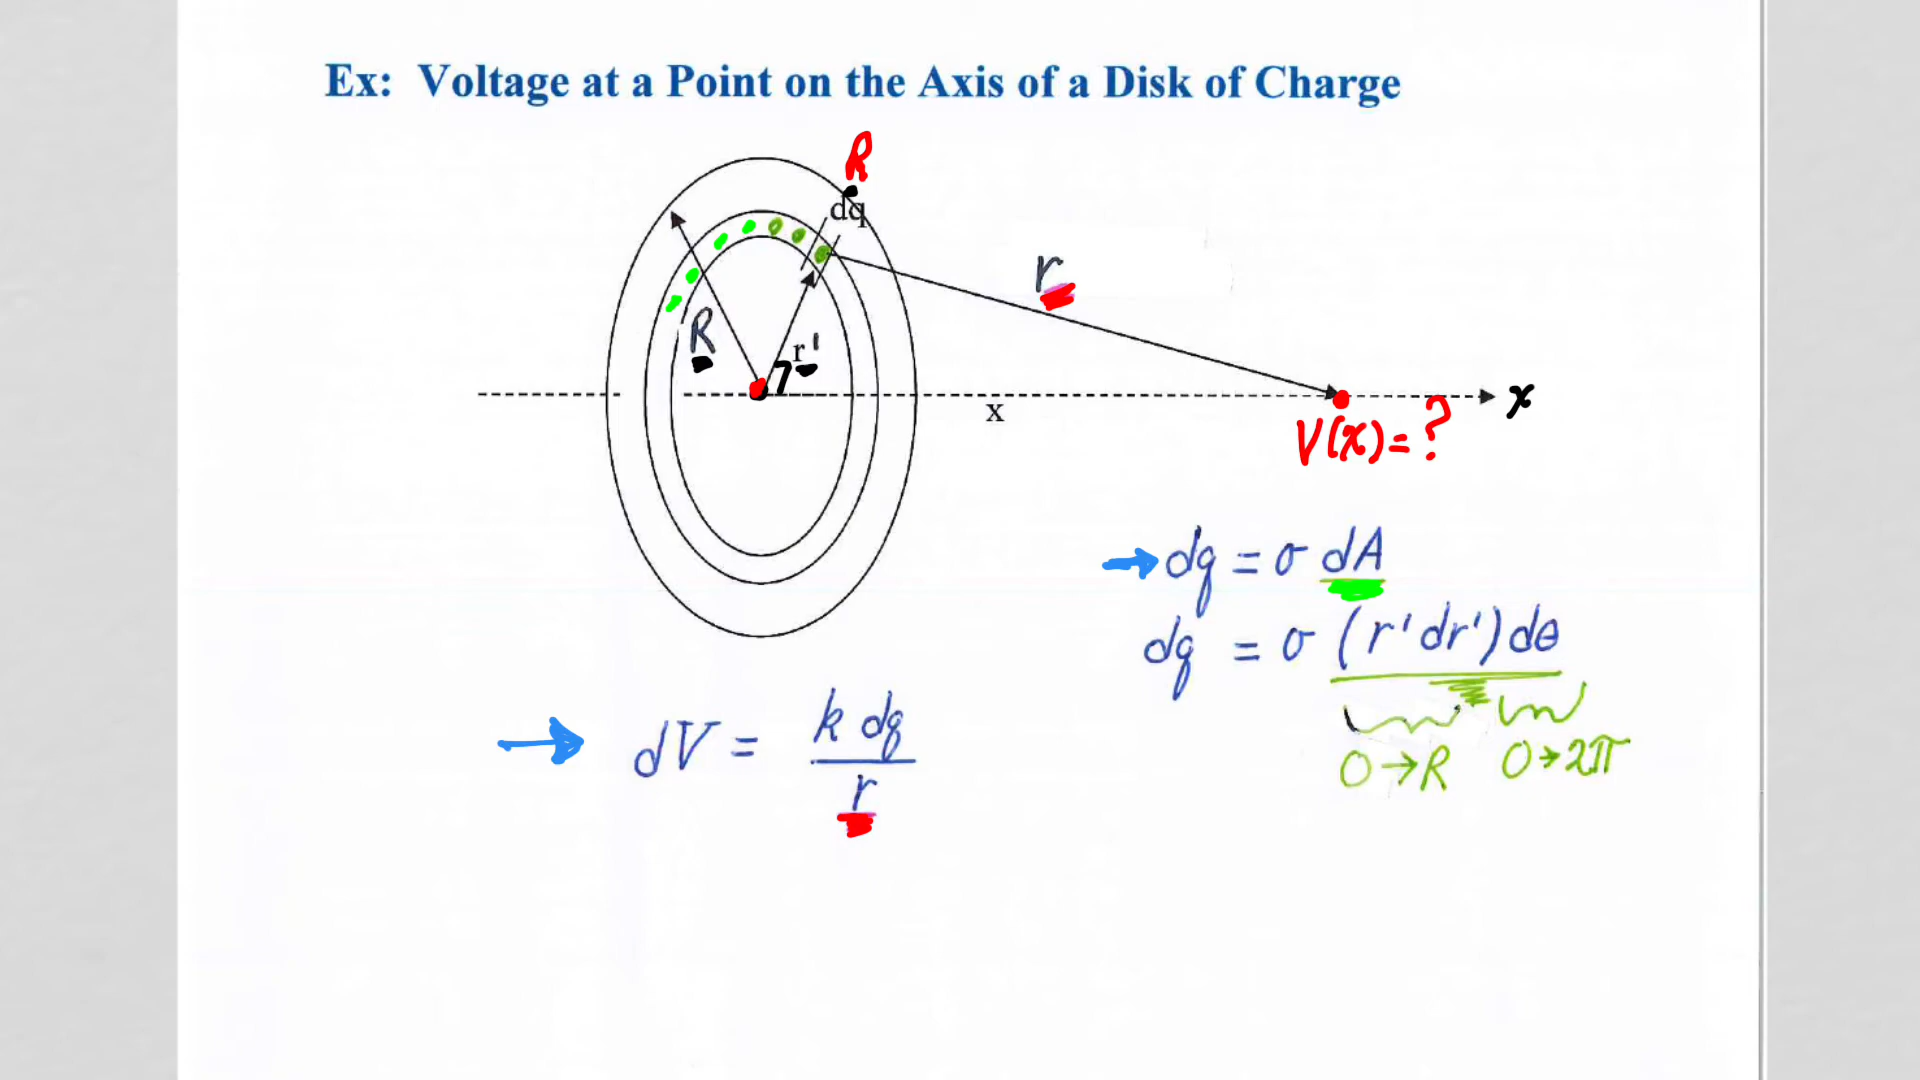 Ex: Voltage at a Point on the Axis of a Disk of Charge
R
dq
r
R
r'
x
x
V(x) = ?
dq = σ dA
dq = σ (r'dr') dθ
0→R 0→2π
dV = k dq
r